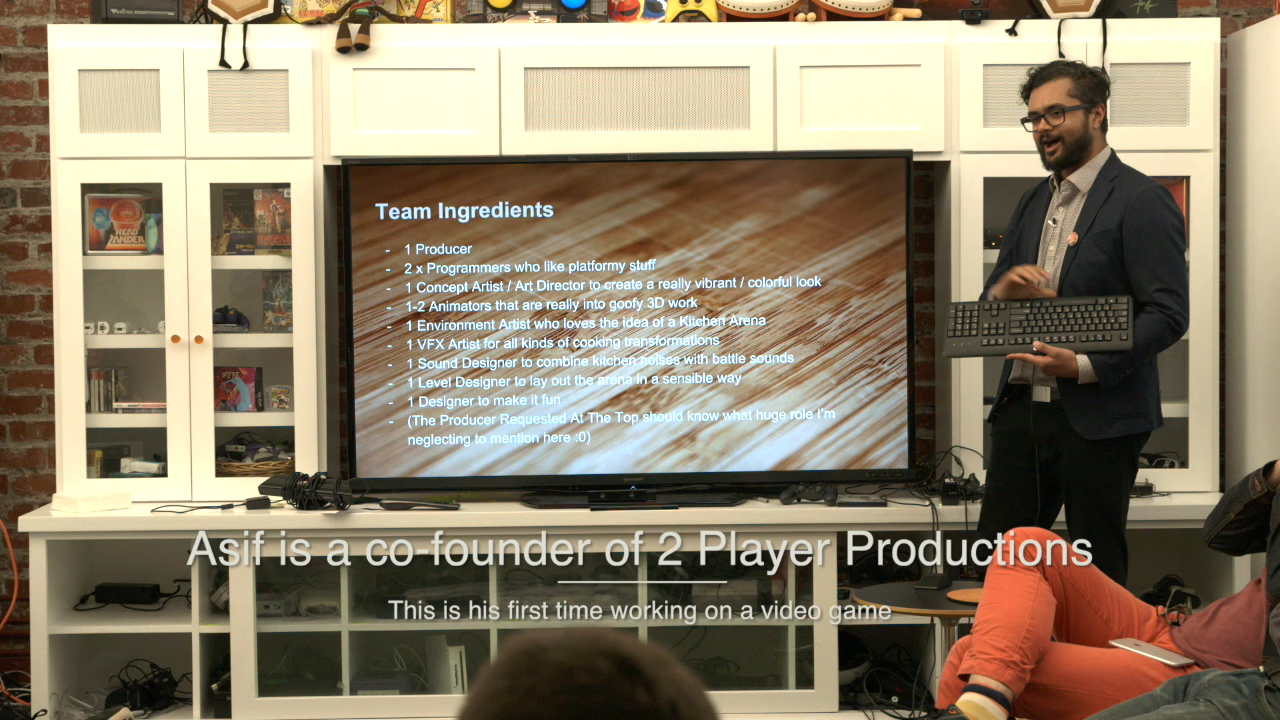 HEAD
LANDER
Team Ingredients
- 1 Producer
- 2 x Programmers who like platformy stuff
- 1 Concept Artist / Art Director to create a really vibrant / colorful look
- 1-2 Animators that are really into goofy 3D work
- 1 Environment Artist who loves the idea of a Kitchen Arena
- 1 VFX Artist for all kinds of cooking transformations
- 1 Sound Designer to combine kitchen noises with battle sounds
- 1 Level Designer to lay out the arena in a sensible way
- 1 Designer to make it fun
- (The Producer Requested At The Top should know what huge role I'm
neglecting to mention here :0)
Asif is a co-founder of 2 Player Productions
This is his first time working on a video game